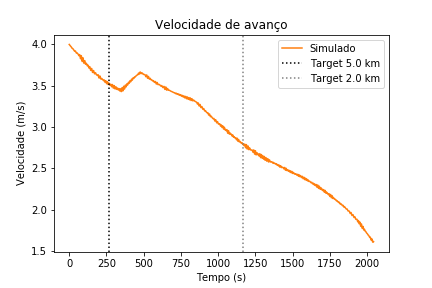 Velocidade de avanço
Simulado
Target 5.0 km
Target 2.0 km
Velocidade (m/s)
4.0
3.5
3.0
2.5
2.0
1.5
0 250 500 750 1000 1250 1500 1750 2000
Tempo (s)